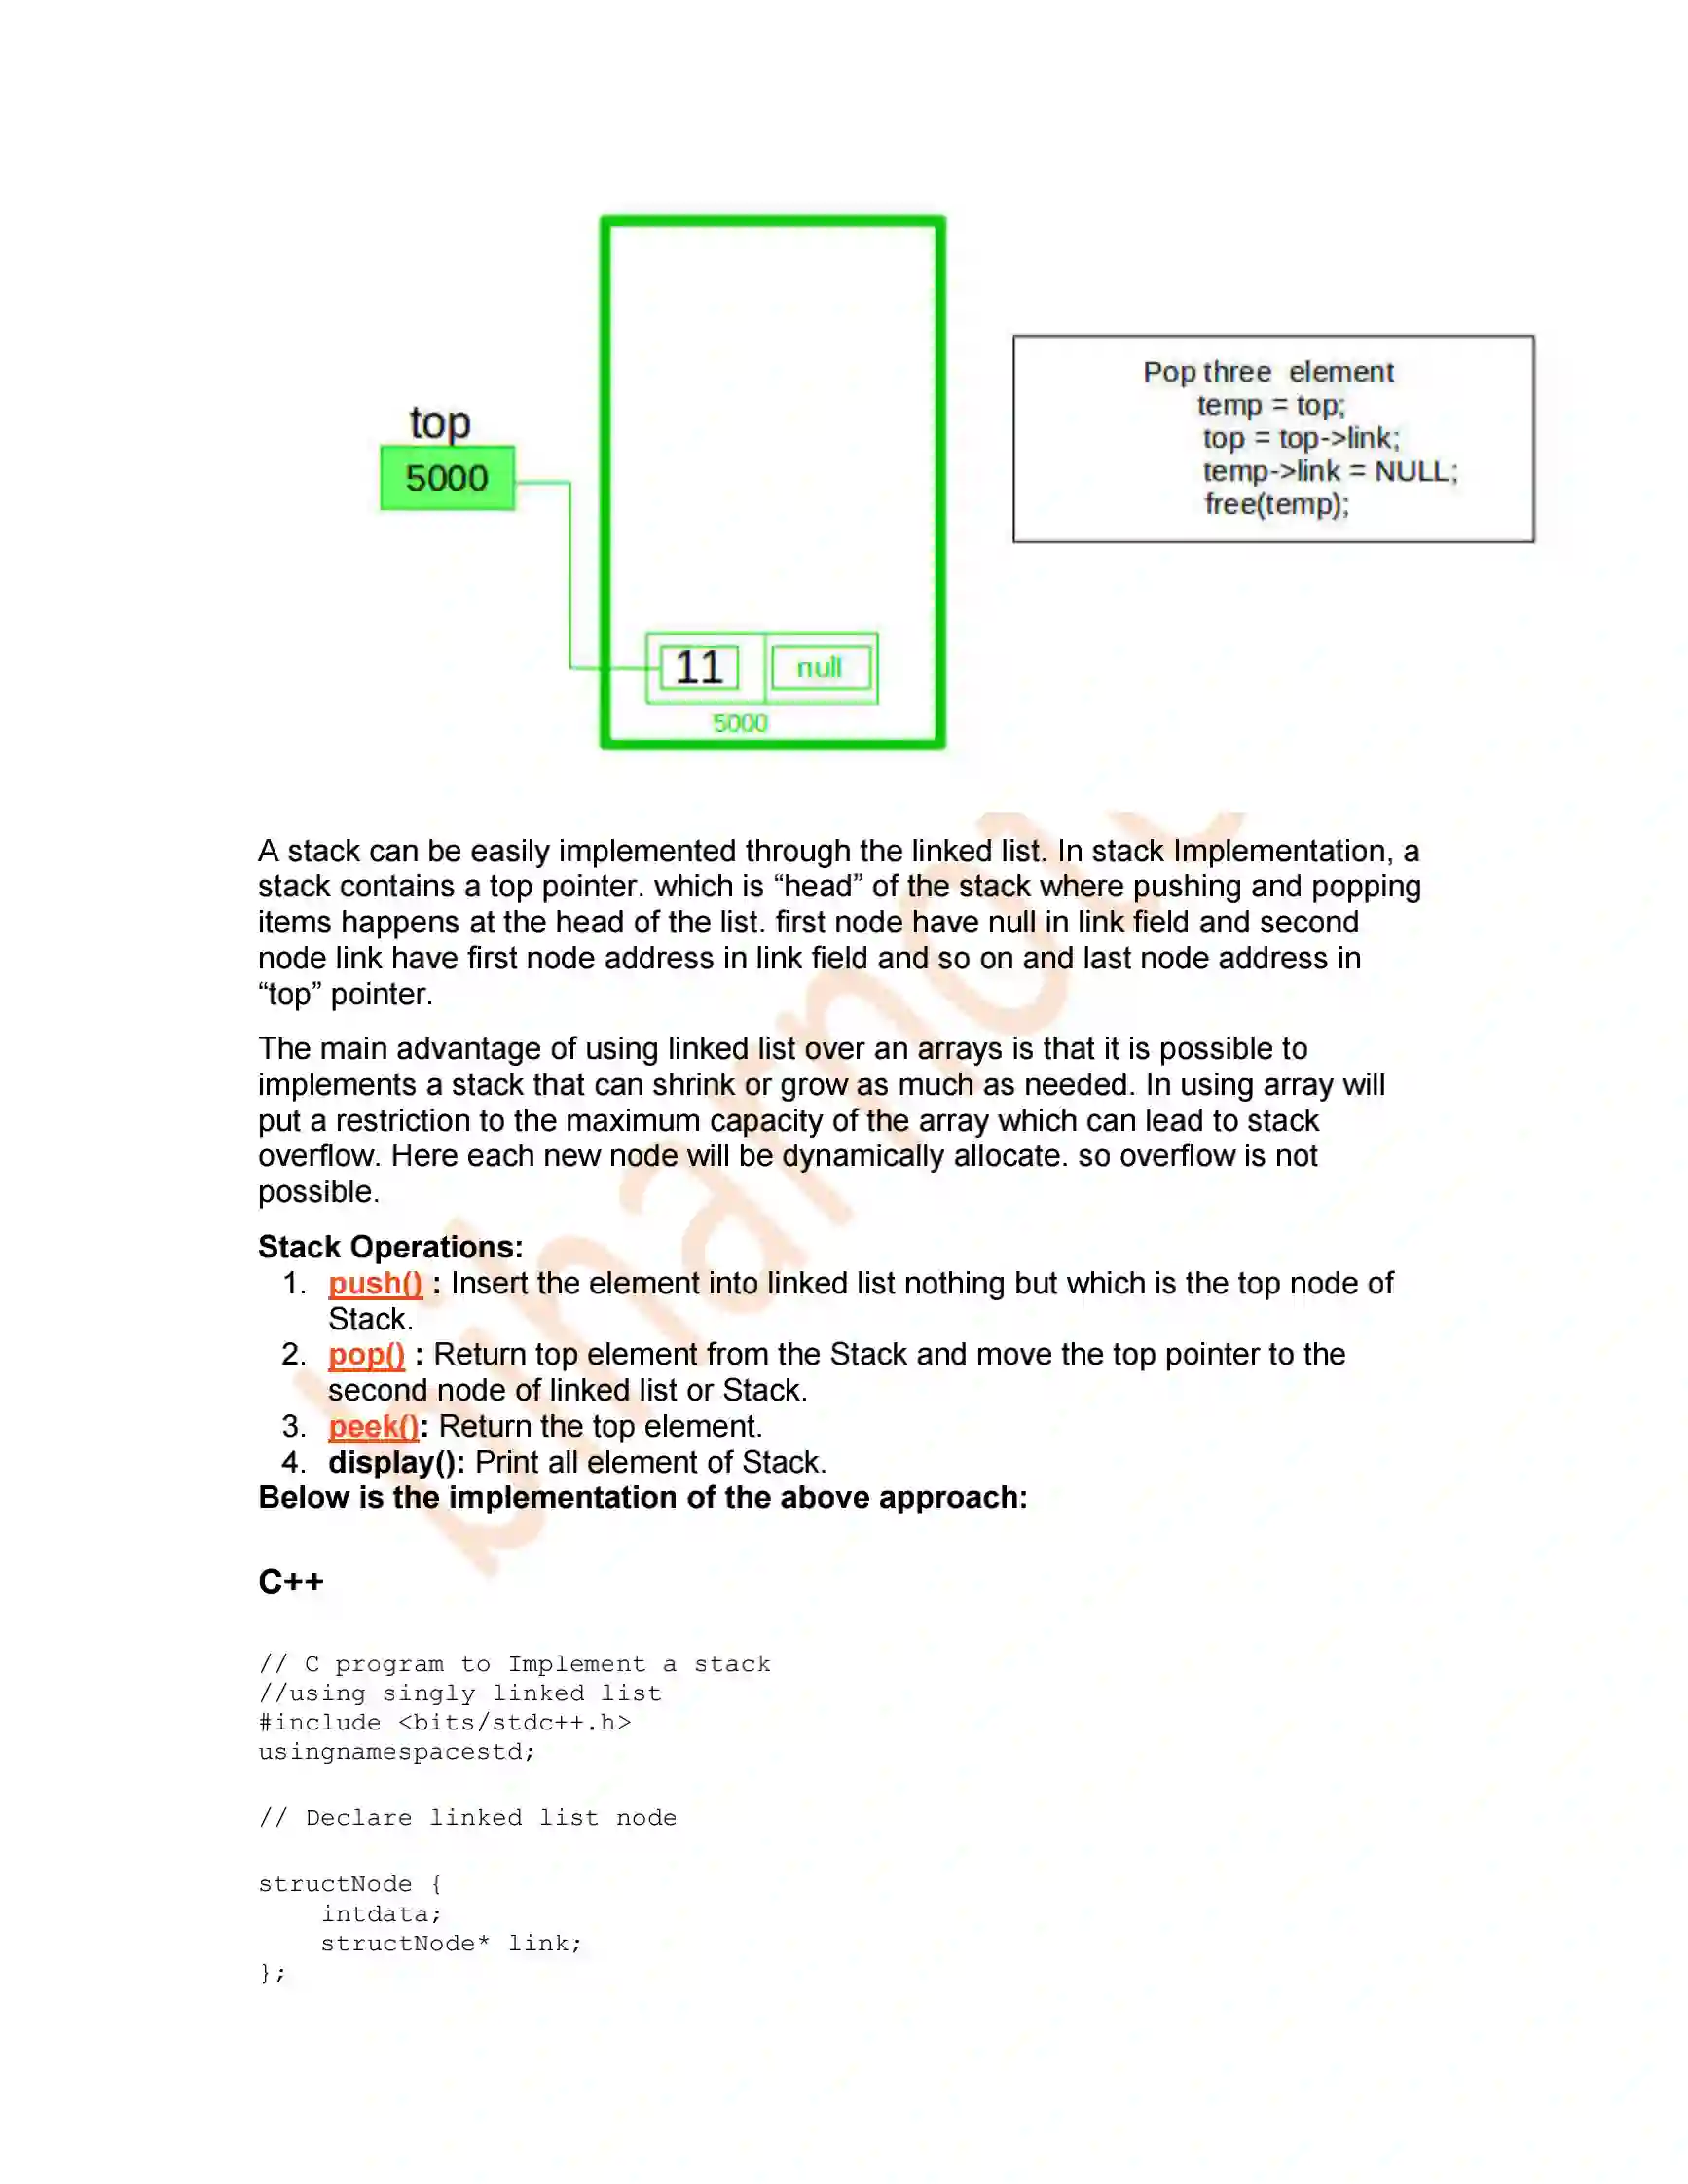 top
5000
Pop three element
temp = top;
top = top->link;
temp->link = NULL;
free(temp);
11 null
5000
A stack can be easily implemented through the linked list. In stack Implementation, a
stack contains a top pointer. which is “head” of the stack where pushing and popping
items happens at the head of the list. first node have null in link field and second
node link have first node address in link field and so on and last node address in
“top” pointer.
The main advantage of using linked list over an arrays is that it is possible to
implements a stack that can shrink or grow as much as needed. In using array will
put a restriction to the maximum capacity of the array which can lead to stack
overflow. Here each new node will be dynamically allocate. so overflow is not
possible.
Stack Operations:
1. push() : Insert the element into linked list nothing but which is the top node of
Stack.
2. pop() : Return top element from the Stack and move the top pointer to the
second node of linked list or Stack.
3. peek(): Return the top element.
4. display(): Print all element of Stack.
Below is the implementation of the above approach:
C++
// C program to Implement a stack
//using singly linked list
#include <bits/stdc++.h>
usingnamespacestd;
// Declare linked list node
structNode {
intdata;
structNode* link;
};